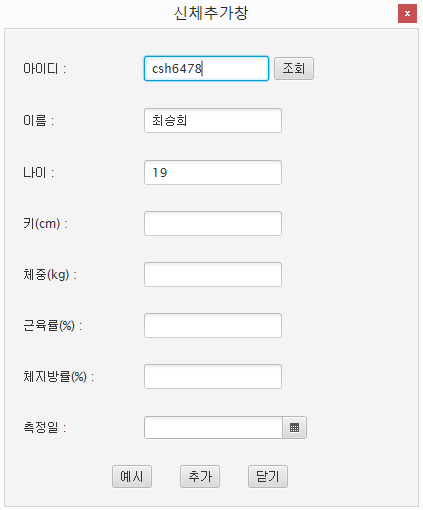 신체추가창
아이디 : csh6478 조회
이름 : 최승희
나이 : 19
키(cm) :
체중(kg) :
근육률(%) :
체지방률(%) :
측정일 :
예시 추가 닫기